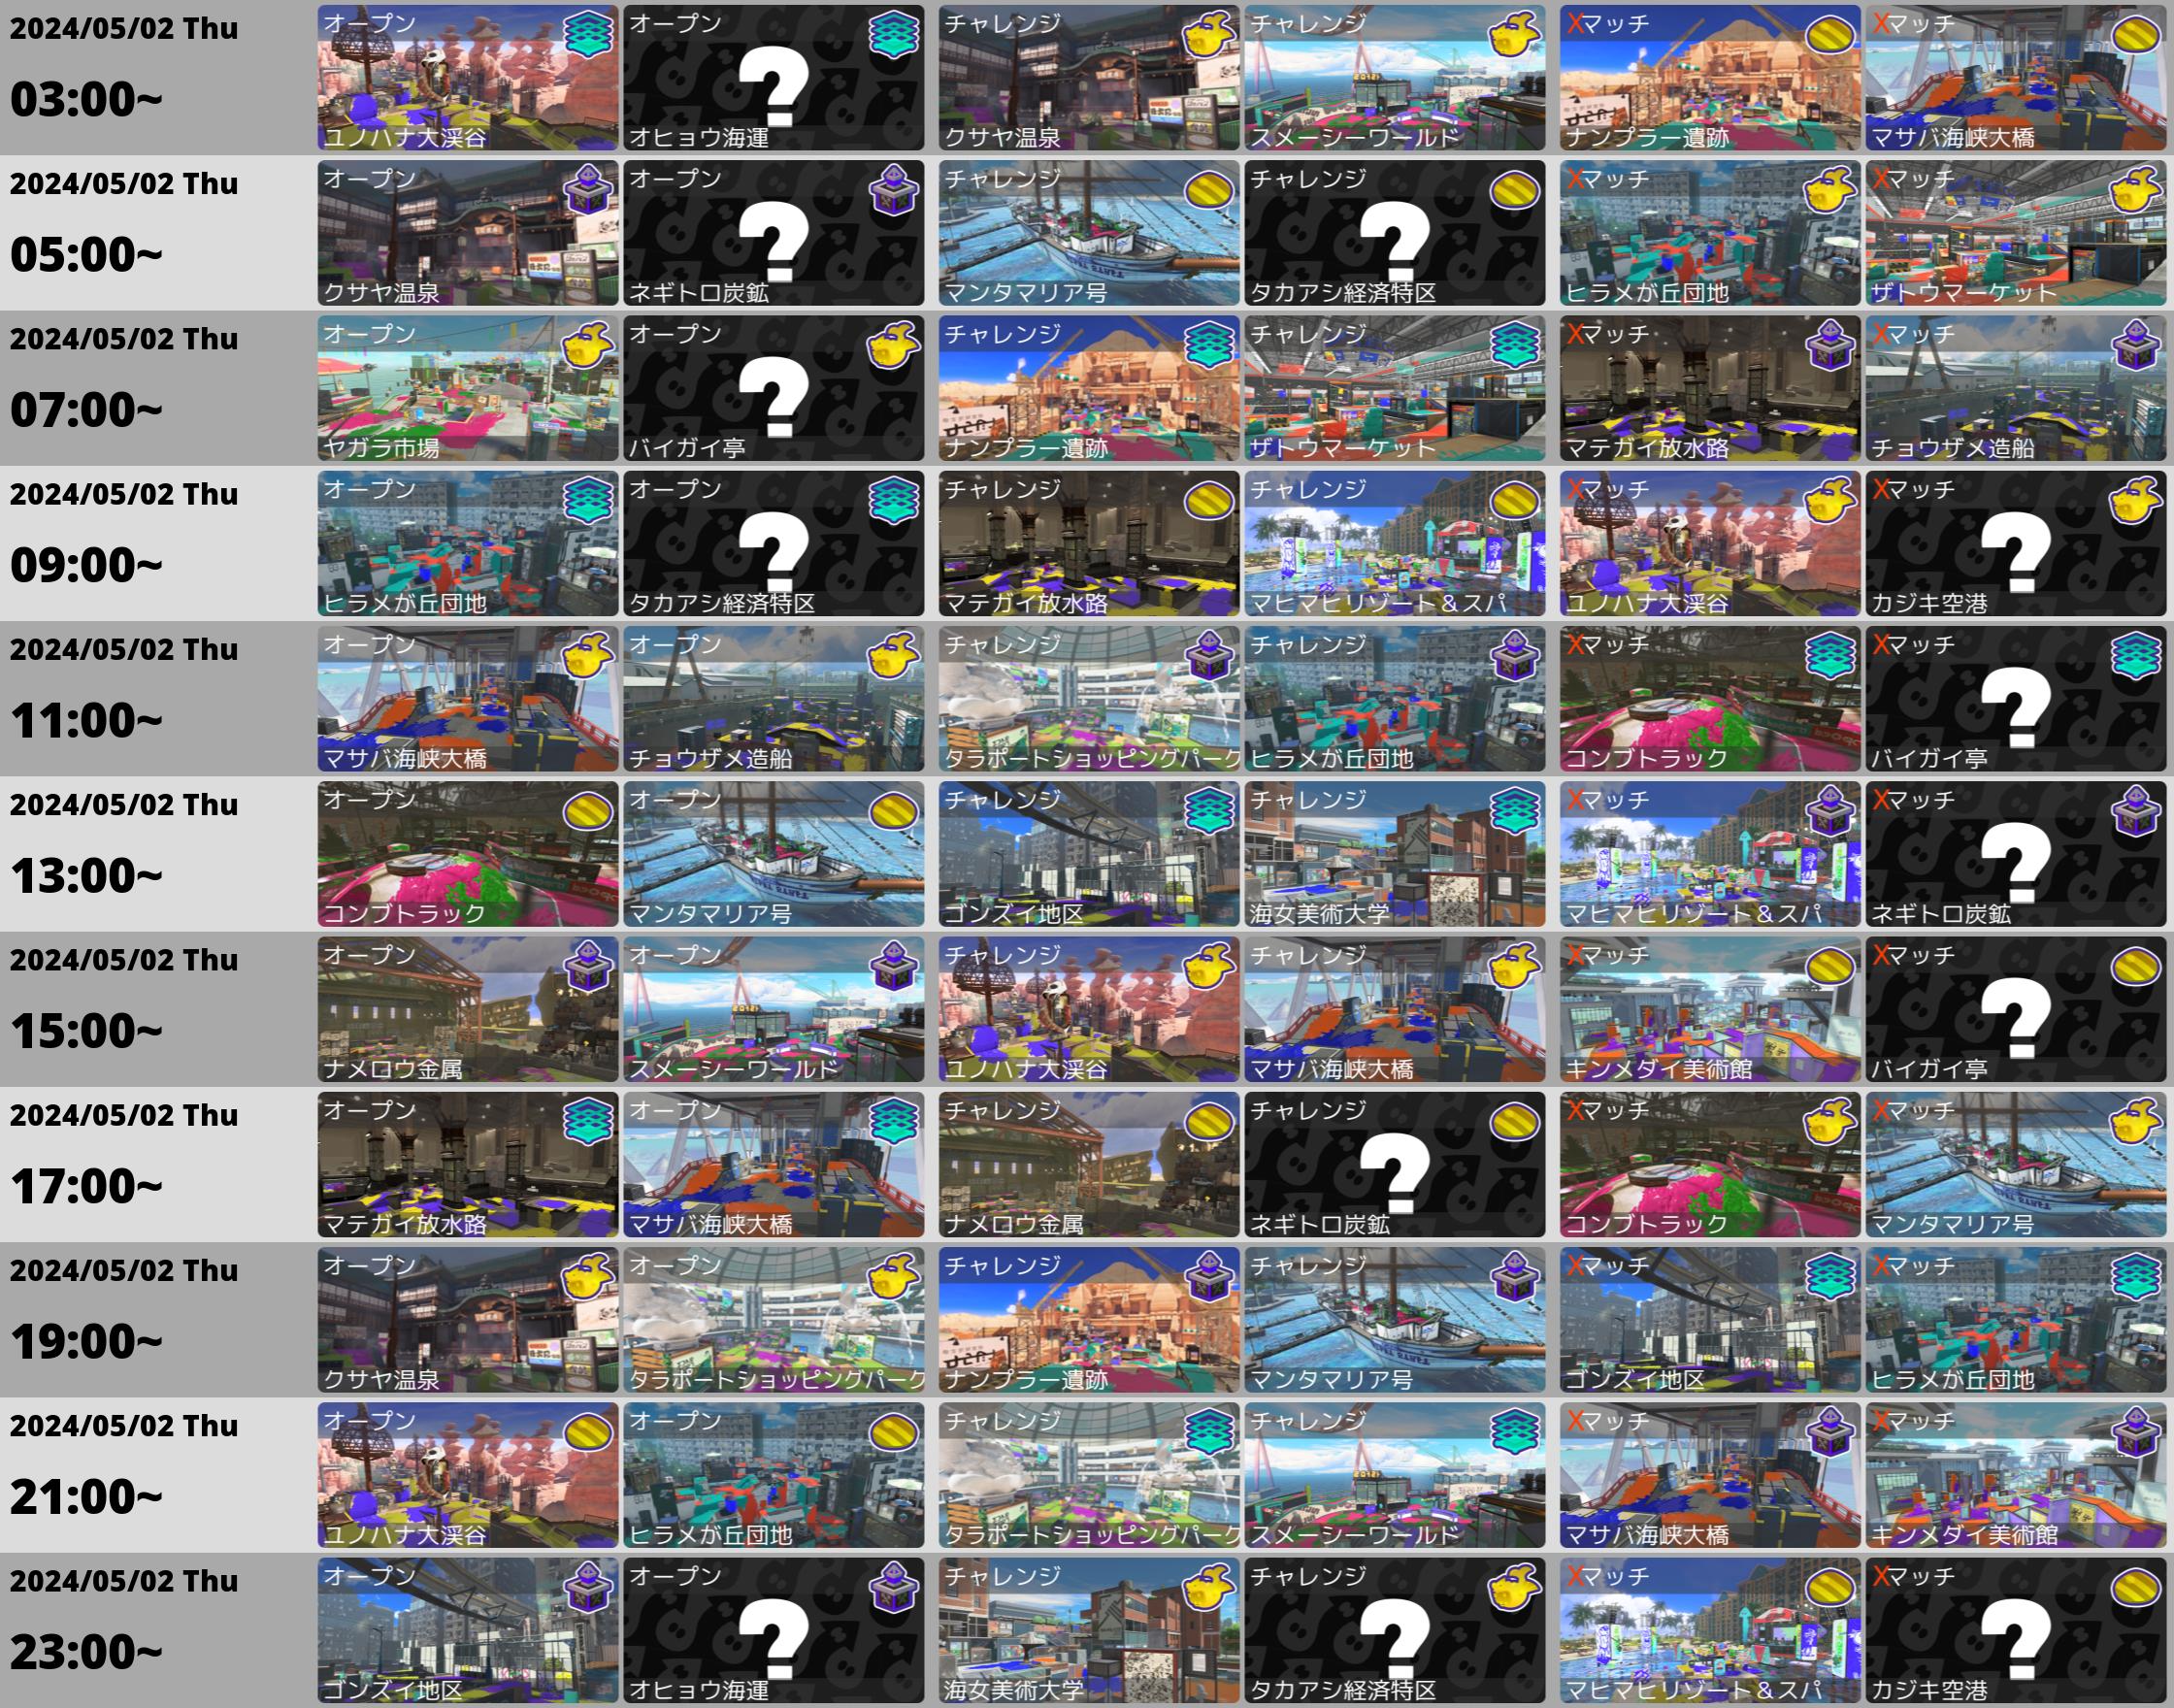 2024/05/02 Thu
03:00~
オープン
ユノハナ大渓谷
オープン
オヒョウ海運
チャレンジ
クサヤ温泉
チャレンジ
スメーシーワールド
Xマッチ
ナンプラー遺跡
Xマッチ
マサバ海峡大橋
2024/05/02 Thu
05:00~
オープン
クサヤ温泉
オープン
ネギトロ炭鉱
チャレンジ
マンタマリア号
チャレンジ
タカアシ経済特区
Xマッチ
ヒラメが丘団地
Xマッチ
ザトウマーケット
2024/05/02 Thu
07:00~
オープン
ヤガラ市場
オープン
バイガイ亭
チャレンジ
ナンプラー遺跡
チャレンジ
ザトウマーケット
Xマッチ
マテガイ放水路
Xマッチ
チョウザメ造船
2024/05/02 Thu
09:00~
オープン
ヒラメが丘団地
オープン
タカアシ経済特区
チャレンジ
マテガイ放水路
チャレンジ
マヒマヒリゾート＆スパ
Xマッチ
ユノハナ大渓谷
Xマッチ
カジキ空港
2024/05/02 Thu
11:00~
オープン
マサバ海峡大橋
オープン
チョウザメ造船
チャレンジ
タラポートショッピングパーク
チャレンジ
ヒラメが丘団地
Xマッチ
コンブトラック
Xマッチ
バイガイ亭
2024/05/02 Thu
13:00~
オープン
コンブトラック
オープン
マンタマリア号
チャレンジ
ゴンズイ地区
チャレンジ
海女美術大学
Xマッチ
マヒマヒリゾート＆スパ
Xマッチ
ネギトロ炭鉱
2024/05/02 Thu
15:00~
オープン
ナメロウ金属
オープン
スメーシーワールド
チャレンジ
ユノハナ大渓谷
チャレンジ
マサバ海峡大橋
Xマッチ
キンメダイ美術館
Xマッチ
バイガイ亭
2024/05/02 Thu
17:00~
オープン
マテガイ放水路
オープン
マサバ海峡大橋
チャレンジ
ナメロウ金属
チャレンジ
ネギトロ炭鉱
Xマッチ
コンブトラック
Xマッチ
マンタマリア号
2024/05/02 Thu
19:00~
オープン
クサヤ温泉
オープン
タラポートショッピングパーク
チャレンジ
ナンプラー遺跡
チャレンジ
マンタマリア号
Xマッチ
ゴンズイ地区
Xマッチ
ヒラメが丘団地
2024/05/02 Thu
21:00~
オープン
ユノハナ大渓谷
オープン
ヒラメが丘団地
チャレンジ
タラポートショッピングパーク
チャレンジ
スメーシーワールド
Xマッチ
マサバ海峡大橋
Xマッチ
キンメダイ美術館
2024/05/02 Thu
23:00~
オープン
ゴンズイ地区
オープン
オヒョウ海運
チャレンジ
海女美術大学
チャレンジ
タカアシ経済特区
Xマッチ
マヒマヒリゾート＆スパ
Xマッチ
カジキ空港